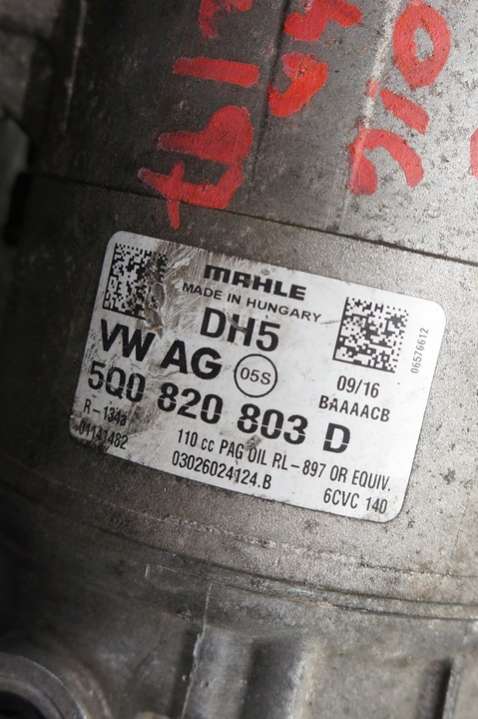 MAHLE
MADE IN HUNGARY
DH5
VW AG 05S
09/16
BAAAACB
06576612
5Q0 820 803 D
R-134a
01131482
110 cc PAG OIL RL-897 OR EQUIV.
03026024124.B
6CVC 140